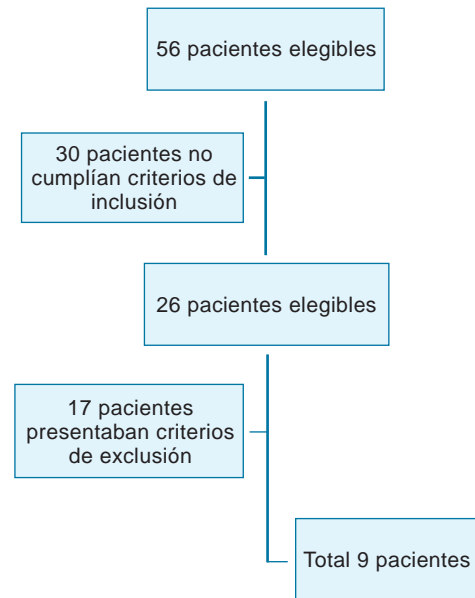 56 pacientes elegibles
30 pacientes no
cumplían criterios de
inclusión
26 pacientes elegibles
17 pacientes
presentaban criterios
de exclusión
Total 9 pacientes